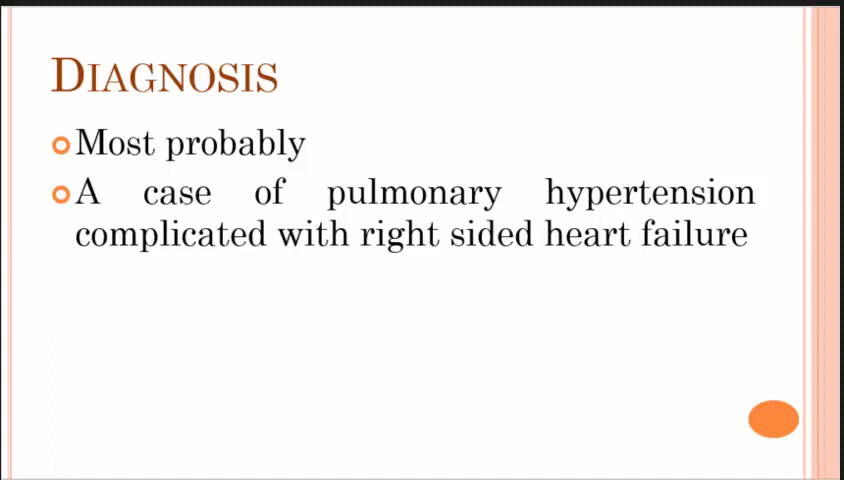 DIAGNOSIS
Most probably
A case of pulmonary hypertension
complicated with right sided heart failure